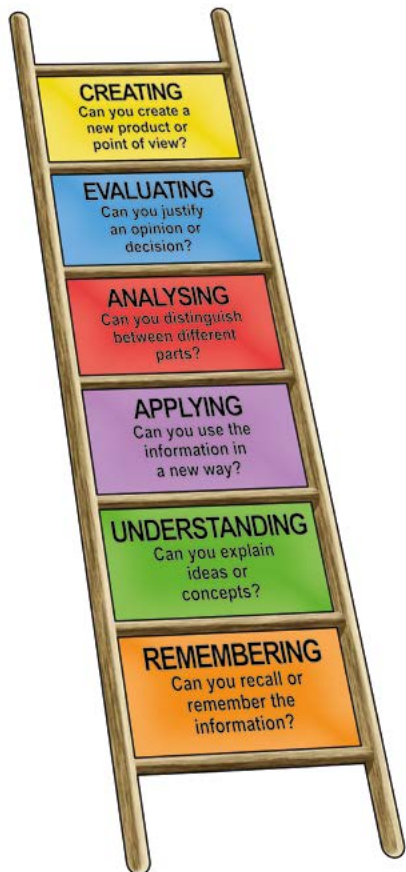 CREATING
Can you create a
new product or
point of view?
EVALUATING
Can you justify
an opinion or
decision?
ANALYSING
Can you distinguish
between different
parts?
APPLYING
Can you use the
information in
a new way?
UNDERSTANDING
Can you explain
ideas or
concepts?
REMEMBERING
Can you recall or
remember the
information?